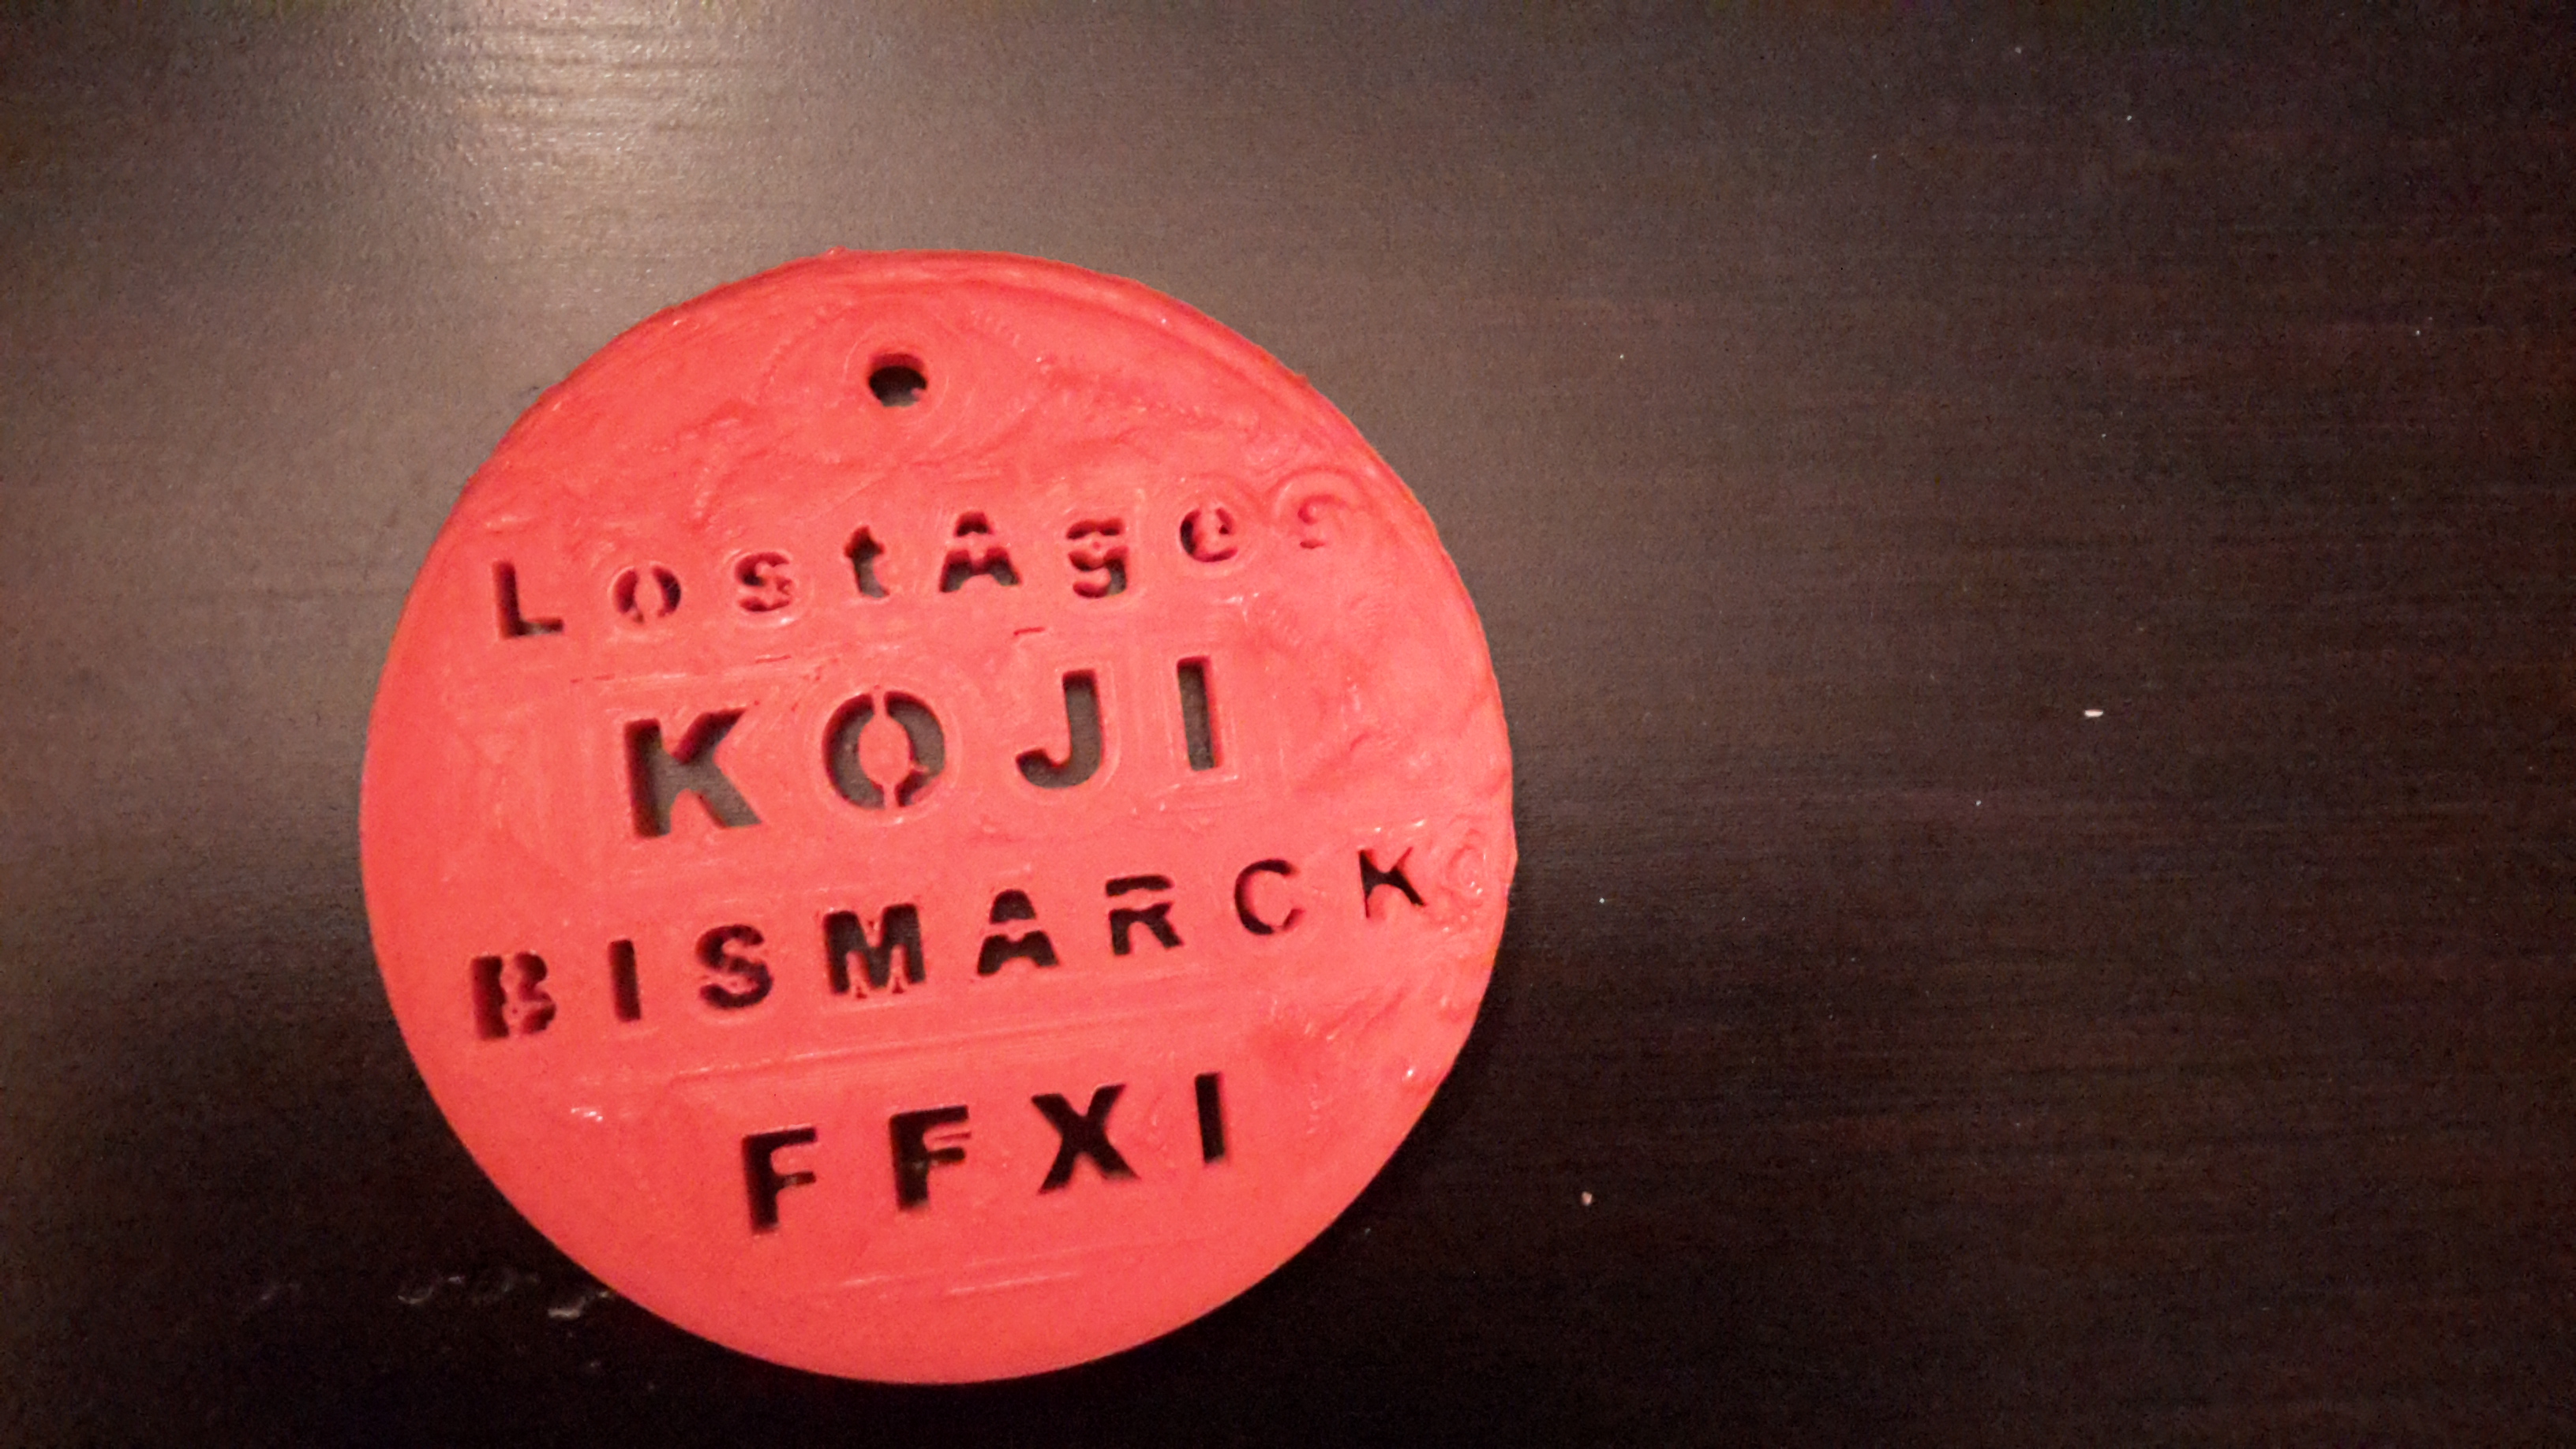 LostAges
KOJI
BISMARCK
FFXI